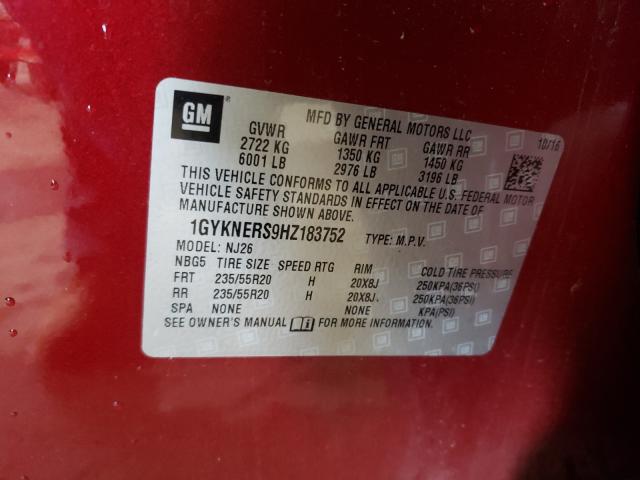 GM
MFD BY GENERAL MOTORS LLC
10/16
GVWR GAWR FRT GAWR RR
2722 KG 1350 KG 1450 KG
6001 LB 2976 LB 3196 LB
THIS VEHICLE CONFORMS TO ALL APPLICABLE U.S. FEDERAL MOTOR
VEHICLE SAFETY STANDARDS IN EFFECT ON THE DATE OF
MANUFACTURE SHOWN ABOVE.
1GYKNERS9HZ183752 TYPE: M.P.V.
MODEL: NJ26
NBG5 TIRE SIZE SPEED RTG RIM COLD TIRE PRESSURE
FRT 235/55R20 H 20X8J 250KPA(36PSI)
RR 235/55R20 H 20X8J 250KPA(36PSI)
SPA NONE NONE KPA(PSI)
SEE OWNER'S MANUAL FOR MORE INFORMATION.